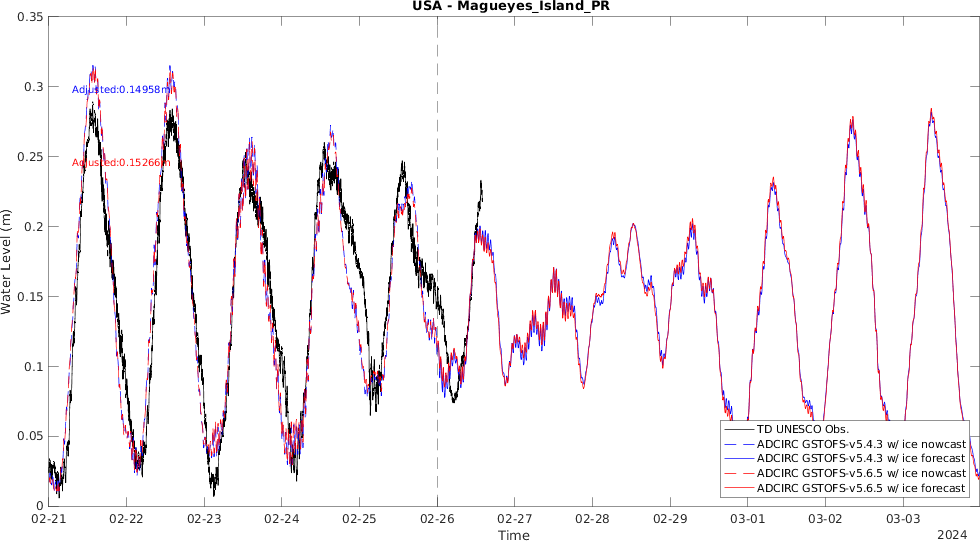 USA - Magueyes_Island_PR
0.35
0.3
0.25
0.2
0.15
0.1
0.05
0
Water Level (m)
Adjusted:0.14958m
Adjusted:0.15266m
TD UNESCO Obs.
ADCIRC GSTOFS-v5.4.3 w/ ice nowcast
ADCIRC GSTOFS-v5.4.3 w/ ice forecast
ADCIRC GSTOFS-v5.6.5 w/ ice nowcast
ADCIRC GSTOFS-v5.6.5 w/ ice forecast
02-21 02-22 02-23 02-24 02-25 02-26 02-27 02-28 02-29 03-01 03-02 03-03
Time
2024